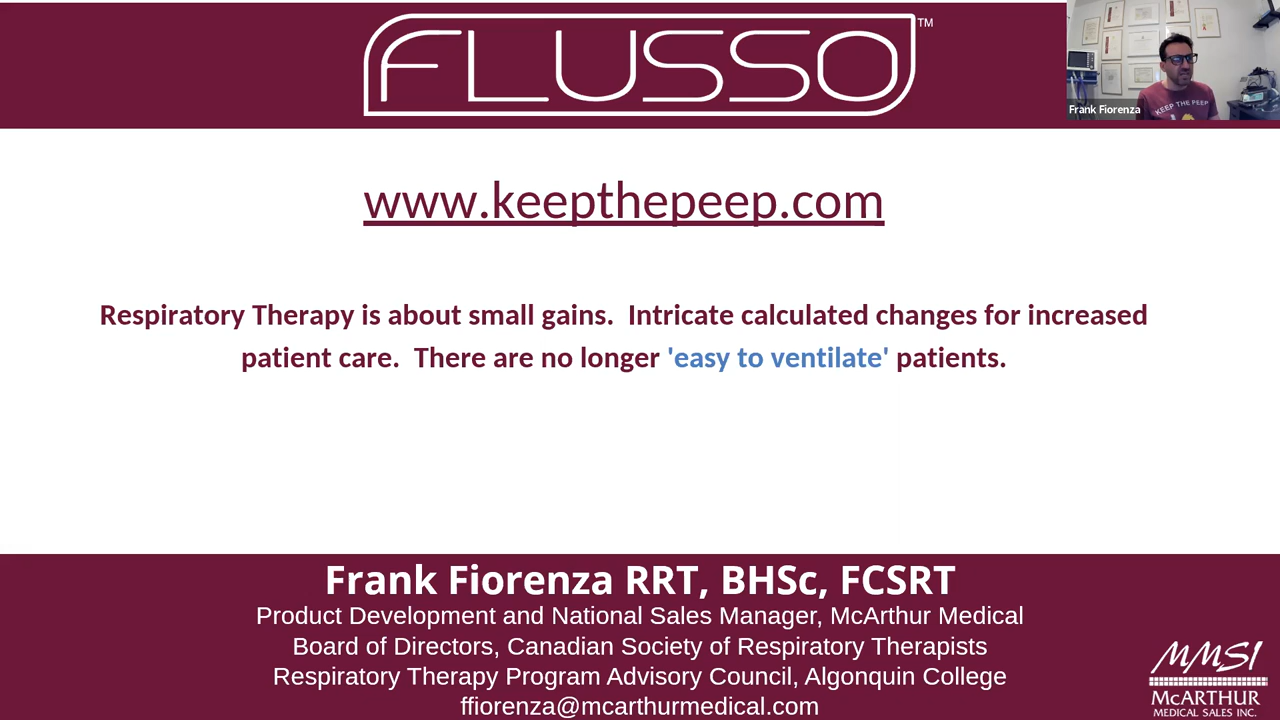 FLUSSO™
Frank Fiorenza
KEEP THE PEEP
www.keepthepeep.com
Respiratory Therapy is about small gains.  Intricate calculated changes for increased
patient care.  There are no longer 'easy to ventilate' patients.
Frank Fiorenza RRT, BHSc, FCSRT
Product Development and National Sales Manager, McArthur Medical
Board of Directors, Canadian Society of Respiratory Therapists
Respiratory Therapy Program Advisory Council, Algonquin College
ffiorenza@mcarthurmedical.com
MMSI
McARTHUR
MEDICAL SALES INC.